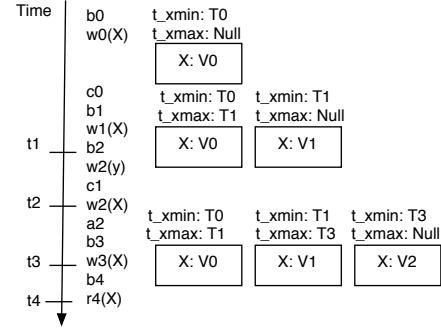 Time
b0
w0(X)
t_xmin: T0
t_xmax: Null
X: V0
c0
b1
w1(X)
t_xmin: T0
t_xmax: T1
X: V0
t_xmin: T1
t_xmax: Null
X: V1
t1
b2
w2(y)
c1
t2
w2(X)
a2
b3
t_xmin: T0
t_xmax: T1
X: V0
t_xmin: T1
t_xmax: T3
X: V1
t_xmin: T3
t_xmax: Null
X: V2
t3
w3(X)
b4
t4
r4(X)